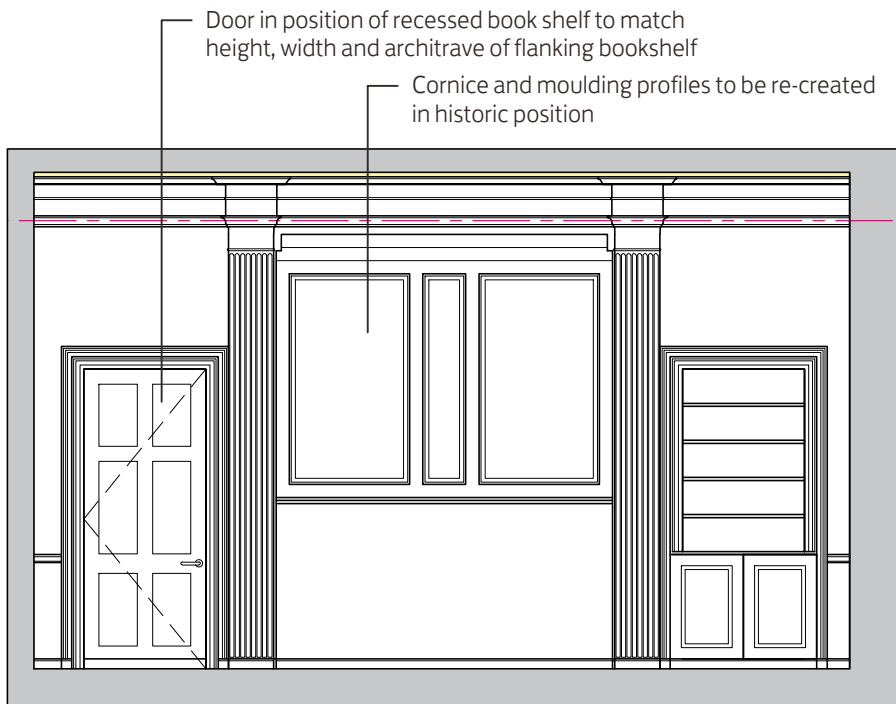 Door in position of recessed book shelf to match
height, width and architrave of flanking bookshelf
Cornice and moulding profiles to be re-created
in historic position